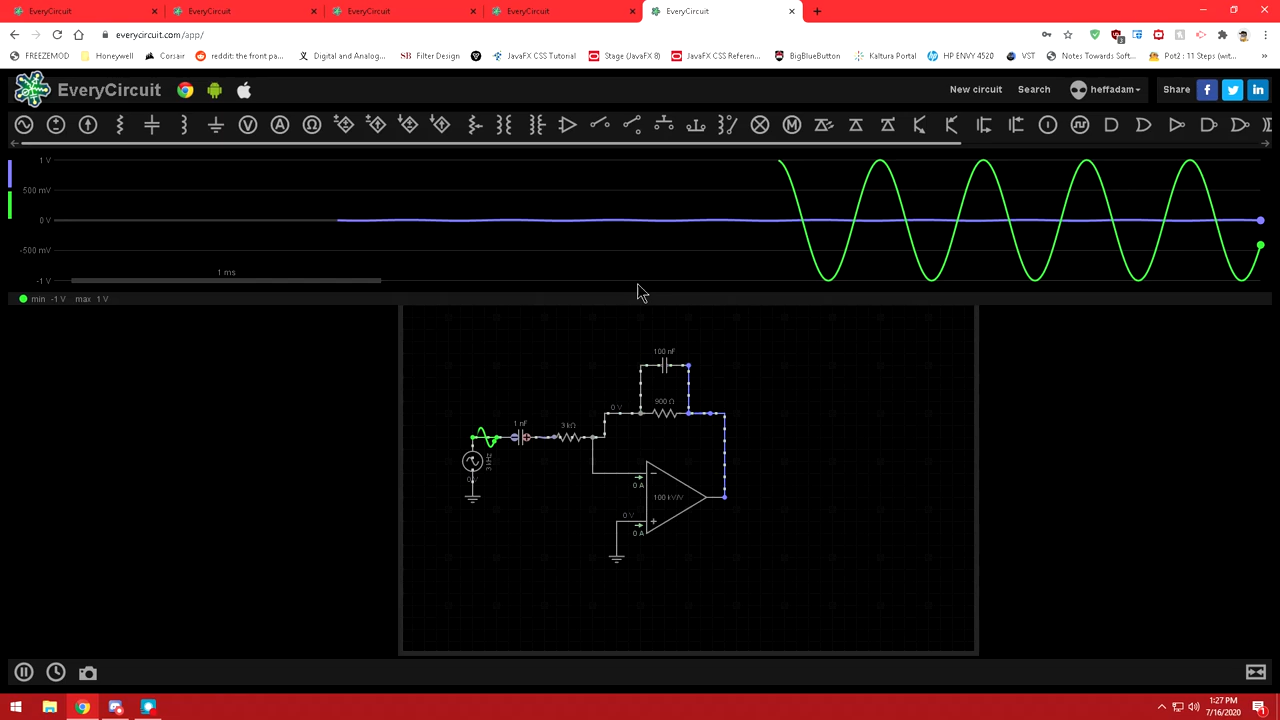 EveryCircuit EveryCircuit EveryCircuit EveryCircuit EveryCircuit
everycircuit.com/app/
FREEZEMOD Honeywell Corsair reddit: the front pa... Digital and Analog... SB Filter Design JavaFX CSS Tutorial Stage (JavaFX 8) JavaFX CSS Referen... BigBlueButton Kaltura Portal HP ENVY 4520 VST Notes Towards Soft... Pot2 : 11 Steps (wit...
EveryCircuit New circuit Search heffadam Share
1 V
500 mV
0 V
-500 mV
-1 V
1 ms
min -1 V max 1 V
100 nF
900 Ω
0 V
1 nF
3 kΩ
3 kHz
0 V
0 A
100 kV/V
0 V
0 A
1:27 PM
7/16/2020